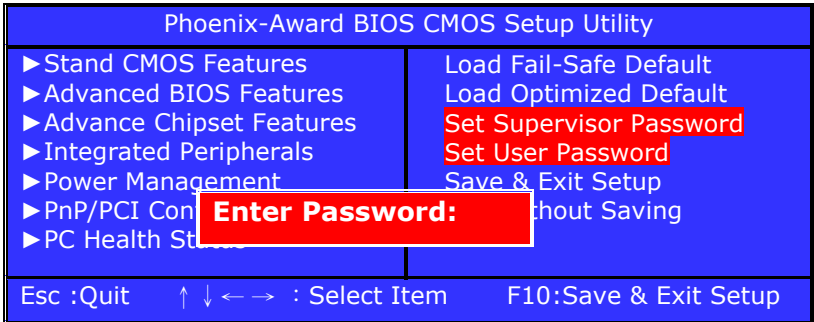 Phoenix-Award BIOS CMOS Setup Utility
►Stand CMOS Features
►Advanced BIOS Features
►Advance Chipset Features
►Integrated Peripherals
►Power Management
►PnP/PCI Con
►PC Health Status
Load Fail-Safe Default
Load Optimized Default
Set Supervisor Password
Set User Password
Save & Exit Setup
hout Saving
Enter Password:
Esc :Quit ↑↓←→ :Select Item F10:Save & Exit Setup